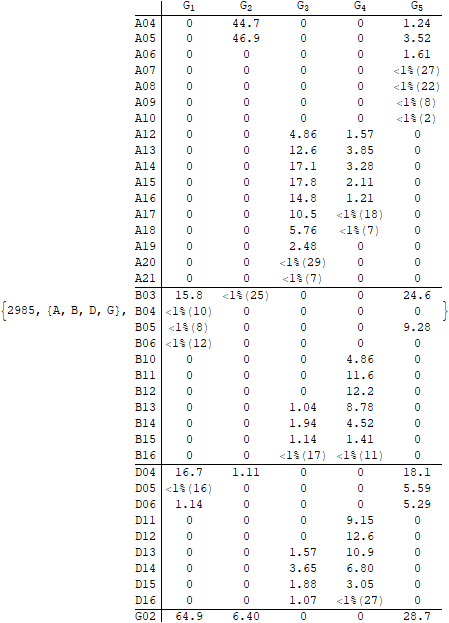 G1 G2 G3 G4 G5
A04 0 44.7 0 0 1.24
A05 0 46.9 0 0 3.52
A06 0 0 0 0 1.61
A07 0 0 0 0 <1%(27)
A08 0 0 0 0 <1%(22)
A09 0 0 0 0 <1%(8)
A10 0 0 0 0 <1%(2)
A12 0 0 4.86 1.57 0
A13 0 0 12.6 3.85 0
A14 0 0 17.1 3.28 0
A15 0 0 17.8 2.11 0
A16 0 0 14.8 1.21 0
A17 0 0 10.5 <1%(18) 0
A18 0 0 5.76 <1%(7) 0
A19 0 0 2.48 0 0
A20 0 0 <1%(29) 0 0
A21 0 0 <1%(7) 0 0
B03 15.8 <1%(25) 0 0 24.6
{2985, {A, B, D, G}, B04 <1%(10) 0 0 0 0 }
B05 <1%(8) 0 0 0 9.28
B06 <1%(12) 0 0 0 0
B10 0 0 0 4.86 0
B11 0 0 0 11.6 0
B12 0 0 0 12.2 0
B13 0 0 1.04 8.78 0
B14 0 0 1.94 4.52 0
B15 0 0 1.14 1.41 0
B16 0 0 <1%(17) <1%(11) 0
D04 16.7 1.11 0 0 18.1
D05 <1%(16) 0 0 0 5.59
D06 1.14 0 0 0 5.29
D11 0 0 0 9.15 0
D12 0 0 0 12.6 0
D13 0 0 1.57 10.9 0
D14 0 0 3.65 6.80 0
D15 0 0 1.88 3.05 0
D16 0 0 1.07 <1%(27) 0
G02 64.9 6.40 0 0 28.7